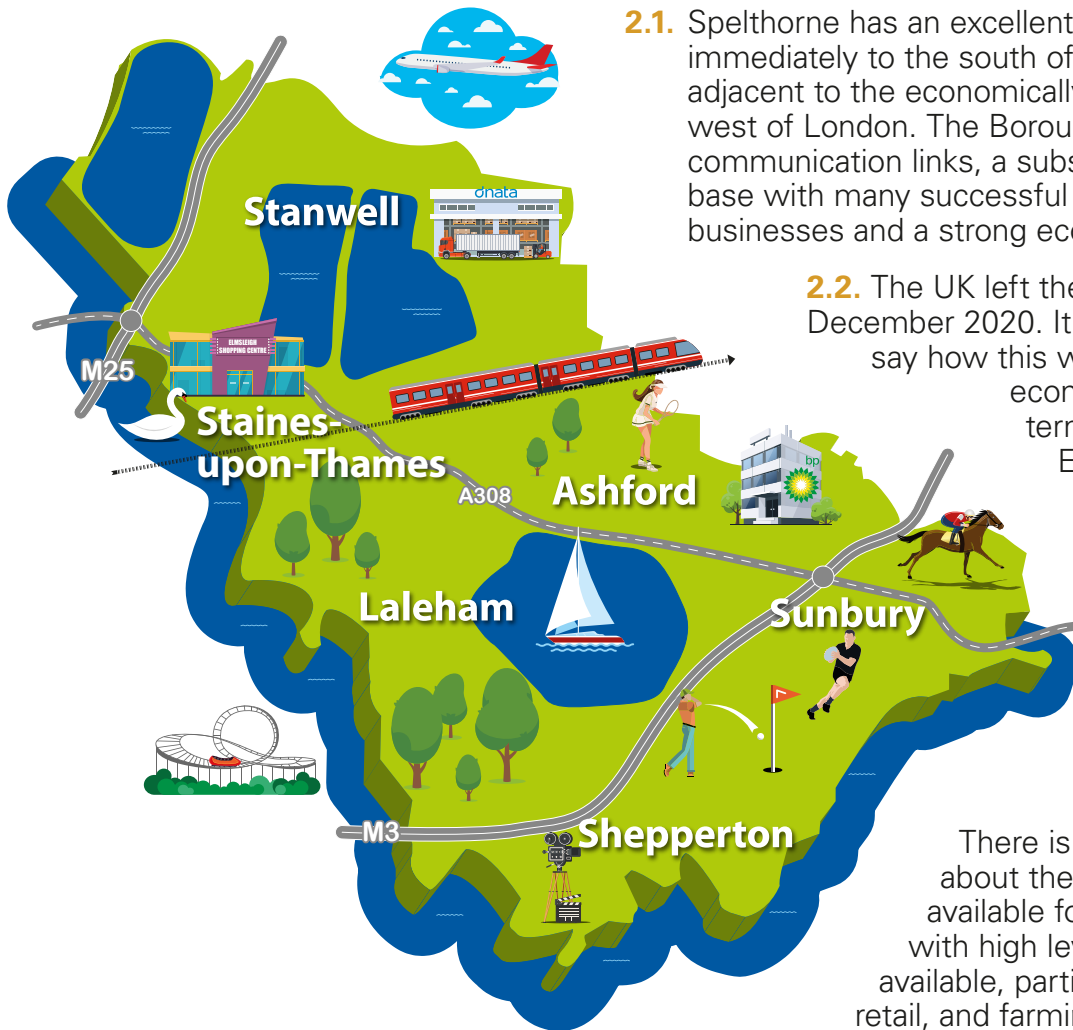 2.1. Spelthorne has an excellent
immediately to the south of
adjacent to the economically
west of London. The Borou
communication links, a subs
base with many successful
businesses and a strong eco
2.2. The UK left the
December 2020. It
say how this w
econ
term
E
dnata
Stanwell
ELMSLEIGH
SHOPPING CENTRE
M25
Staines-
upon-Thames
A308
Ashford
bp
Laleham
Sunbury
M3
Shepperton
There is
about the
available fo
with high lev
available, parti
retail, and farmin